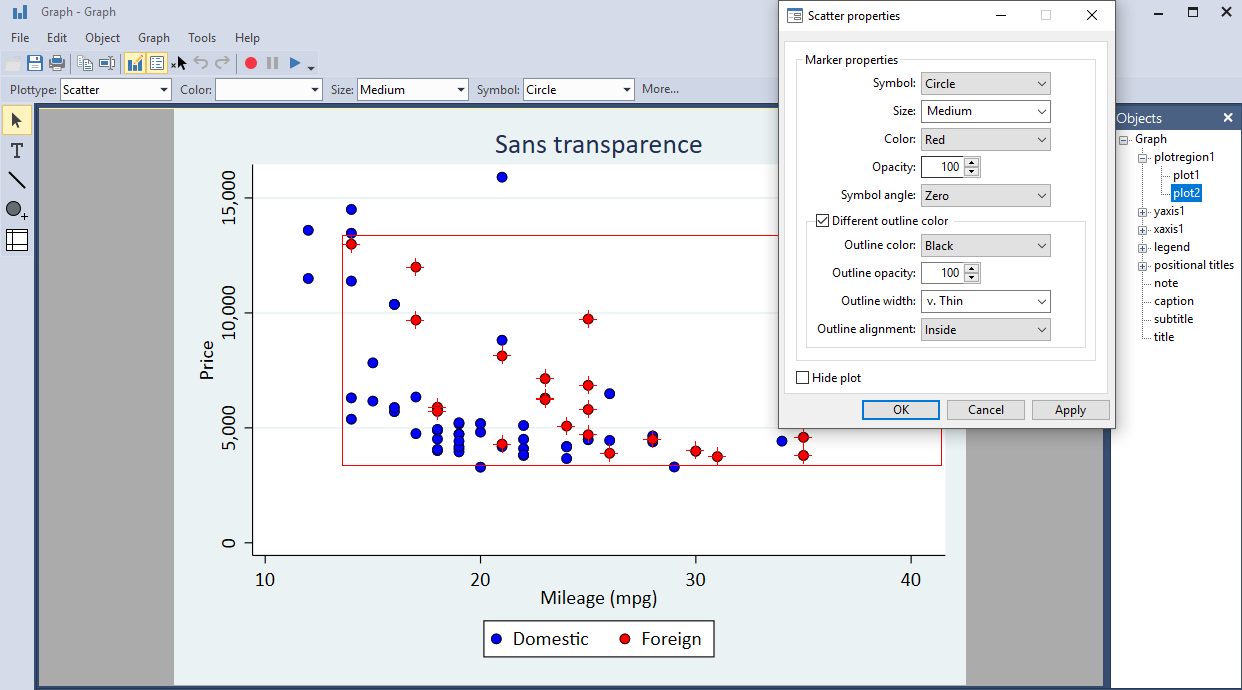 Graph - Graph
File Edit Object Graph Tools Help
Plottype: Scatter Color: Size: Medium Symbol: Circle More...
T
Sans transparence
15,000
10,000
5,000
0
Price
10 20 30 40
Mileage (mpg)
Domestic Foreign
Scatter properties
Marker properties
Symbol: Circle
Size: Medium
Color: Red
Opacity: 100
Symbol angle: Zero
Different outline color
Outline color: Black
Outline opacity: 100
Outline width: v. Thin
Outline alignment: Inside
Hide plot
OK Cancel Apply
Objects
Graph
plotregion1
plot1
plot2
yaxis1
xaxis1
legend
positional titles
note
caption
subtitle
title